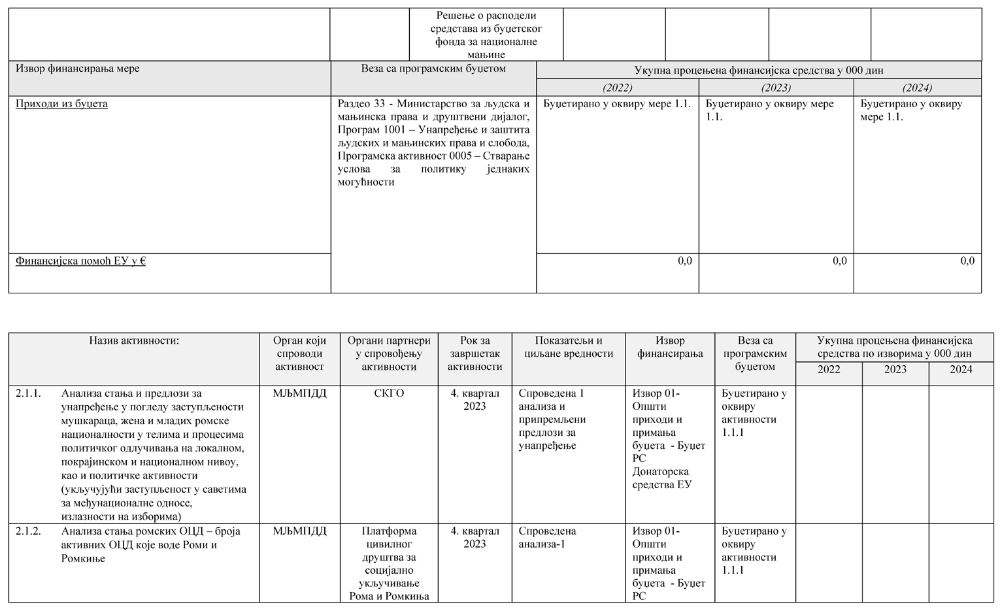 Решење о расподели
средстава из буџетског
фонда за националне
мањине
Извор финансирања мере
Веза са програмским буџетом
Укупна процењена финансијска средства у 000 дин
(2022)
(2023)
(2024)
Приходи из буџета
Раздео 33 - Министарство за људска и
мањинска права и друштвени дијалог,
Програм 1001 – Унапређење и заштита
људских и мањинских права и слобода,
Програмска активност 0005 – Стварање
услова за политику једнаких
могућности
Буџетирано у оквиру мере 1.1.
Буџетирано у оквиру мере
1.1.
Буџетирано у оквиру
мере 1.1.
Финансијска помоћ ЕУ у €
0,0
0,0
0,0
Назив активности:
Орган који
спроводи
активност
Органи партнери
у спровођењу
активности
Рок за
завршетак
активности
Показатељи и
циљане вредности
Извор
финансирања
Веза са
програмским
буџетом
Укупна процењена финансијска
средства по изворима у 000 дин
2022
2023
2024
2.1.1. Анализа стања и предлози за
унапређење у погледу заступљености
мушкараца, жена и младих ромске
националности у телима и процесима
политичког одлучивања на локалном,
покрајинском и националном нивоу,
као и политичке активности
(укључујући заступљеност у саветима
за међунационалне односе,
излазности на изборима)
МЉМПДД
СКГО
4. квартал
2023
Спроведена 1
анализа и
припремљени
предлози за
унапређење
Извор 01-
Општи
приходи и
примања
буџета - Буџет
РС
Донаторска
средства ЕУ
Буџетирано у
оквиру
активности
1.1.1
2.1.2. Анализа стања ромских ОЦД – броја
активних ОЦД које воде Роми и
Ромкиње
МЉМПДД
Платформа
цивилног
друштва за
социјално
укључивање
Рома и Ромкиња
4. квартал
2023
Спроведена
анализа-1
Извор 01-
Општи
приходи и
примања
буџета - Буџет
РС
Буџетирано у
оквиру
активности
1.1.1